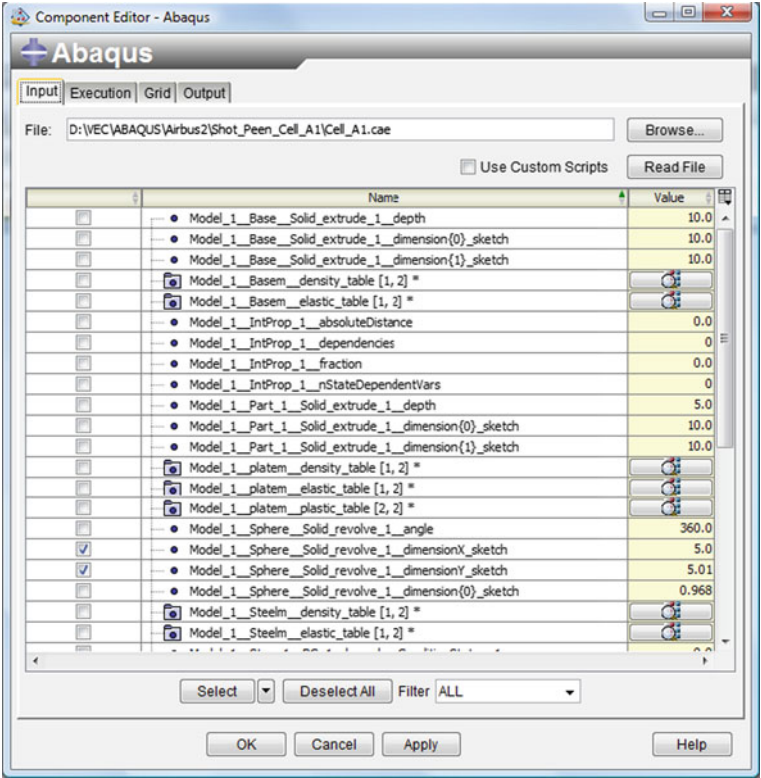 Component Editor - Abaqus
Abaqus
Input Execution Grid Output
File: D:\VEC\ABAQUS\Airbus2\Shot_Peen_Cell_A1\Cell_A1.cae Browse...
Use Custom Scripts Read File
Name Value
Model_1__Base__Solid_extrude_1__depth 10.0
Model_1__Base__Solid_extrude_1__dimension{0}_sketch 10.0
Model_1__Base__Solid_extrude_1__dimension{1}_sketch 10.0
Model_1__Basem__density_table [1, 2] *
Model_1__Basem__elastic_table [1, 2] *
Model_1__IntProp_1__absoluteDistance 0.0
Model_1__IntProp_1__dependencies 0
Model_1__IntProp_1__fraction 0.0
Model_1__IntProp_1__nStateDependentVars 0
Model_1__Part_1__Solid_extrude_1__depth 5.0
Model_1__Part_1__Solid_extrude_1__dimension{0}_sketch 10.0
Model_1__Part_1__Solid_extrude_1__dimension{1}_sketch 10.0
Model_1__platem__density_table [1, 2] *
Model_1__platem__elastic_table [1, 2] *
Model_1__platem__plastic_table [2, 2] *
Model_1__Sphere__Solid_revolve_1__angle 360.0
Model_1__Sphere__Solid_revolve_1__dimensionX_sketch 5.0
Model_1__Sphere__Solid_revolve_1__dimensionY_sketch 5.01
Model_1__Sphere__Solid_revolve_1__dimension{0}_sketch 0.968
Model_1__Steelm__density_table [1, 2] *
Model_1__Steelm__elastic_table [1, 2] *
Select Deselect All Filter ALL
OK Cancel Apply Help